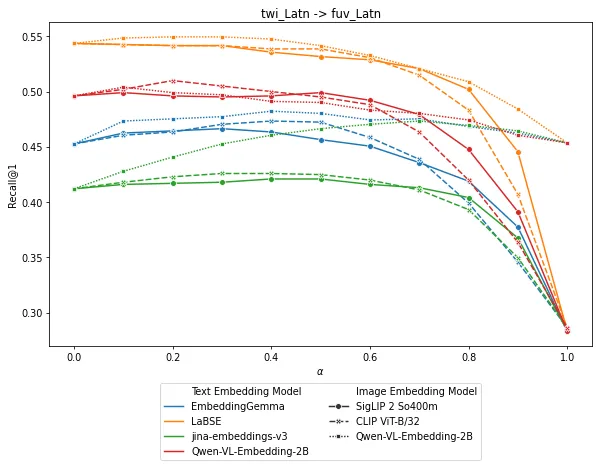 twi_Latn -> fuv_Latn
Recall@1
0.55
0.50
0.45
0.40
0.35
0.30
0.0
0.2
0.4
0.6
0.8
1.0
α
Text Embedding Model
EmbeddingGemma
LaBSE
jina-embeddings-v3
Qwen-VL-Embedding-2B
Image Embedding Model
SigLIP 2 So400m
CLIP ViT-B/32
Qwen-VL-Embedding-2B